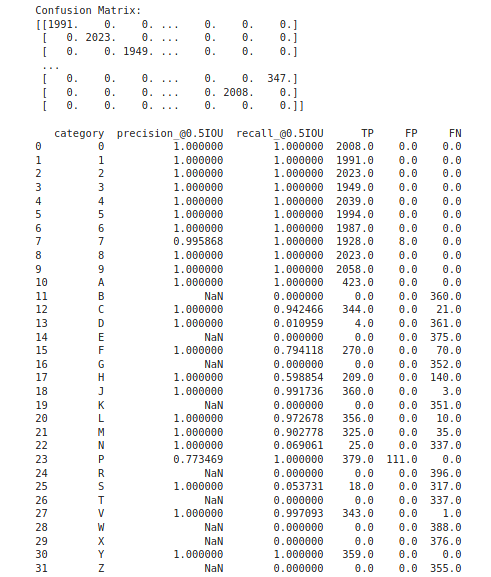 Confusion Matrix:
[[1991.    0.    0. ...    0.    0.    0.]
 [   0. 2023.    0. ...    0.    0.    0.]
 [   0.    0. 1949. ...    0.    0.    0.]
 ...
 [   0.    0.    0. ...    0.    0.  347.]
 [   0.    0.    0. ...    0. 2008.    0.]
 [   0.    0.    0. ...    0.    0.    0.]]
   category  precision_@0.5IOU  recall_@0.5IOU      TP     FP     FN
0         0           1.000000        1.000000  2008.0    0.0    0.0
1         1           1.000000        1.000000  1991.0    0.0    0.0
2         2           1.000000        1.000000  2023.0    0.0    0.0
3         3           1.000000        1.000000  1949.0    0.0    0.0
4         4           1.000000        1.000000  2039.0    0.0    0.0
5         5           1.000000        1.000000  1994.0    0.0    0.0
6         6           1.000000        1.000000  1987.0    0.0    0.0
7         7           0.995868        1.000000  1928.0    8.0    0.0
8         8           1.000000        1.000000  2023.0    0.0    0.0
9         9           1.000000        1.000000  2058.0    0.0    0.0
10        A           1.000000        1.000000   423.0    0.0    0.0
11        B                NaN        0.000000     0.0    0.0  360.0
12        C           1.000000        0.942466   344.0    0.0   21.0
13        D           1.000000        0.010959     4.0    0.0  361.0
14        E                NaN        0.000000     0.0    0.0  375.0
15        F           1.000000        0.794118   270.0    0.0   70.0
16        G                NaN        0.000000     0.0    0.0  352.0
17        H           1.000000        0.598854   209.0    0.0  140.0
18        J           1.000000        0.991736   360.0    0.0    3.0
19        K                NaN        0.000000     0.0    0.0  351.0
20        L           1.000000        0.972678   356.0    0.0   10.0
21        M           1.000000        0.902778   325.0    0.0   35.0
22        N           1.000000        0.069061    25.0    0.0  337.0
23        P           0.773469        1.000000   379.0  111.0    0.0
24        R                NaN        0.000000     0.0    0.0  396.0
25        S           1.000000        0.053731    18.0    0.0  317.0
26        T                NaN        0.000000     0.0    0.0  337.0
27        V           1.000000        0.997093   343.0    0.0    1.0
28        W                NaN        0.000000     0.0    0.0  388.0
29        X                NaN        0.000000     0.0    0.0  376.0
30        Y           1.000000        1.000000   359.0    0.0    0.0
31        Z                NaN        0.000000     0.0    0.0  355.0